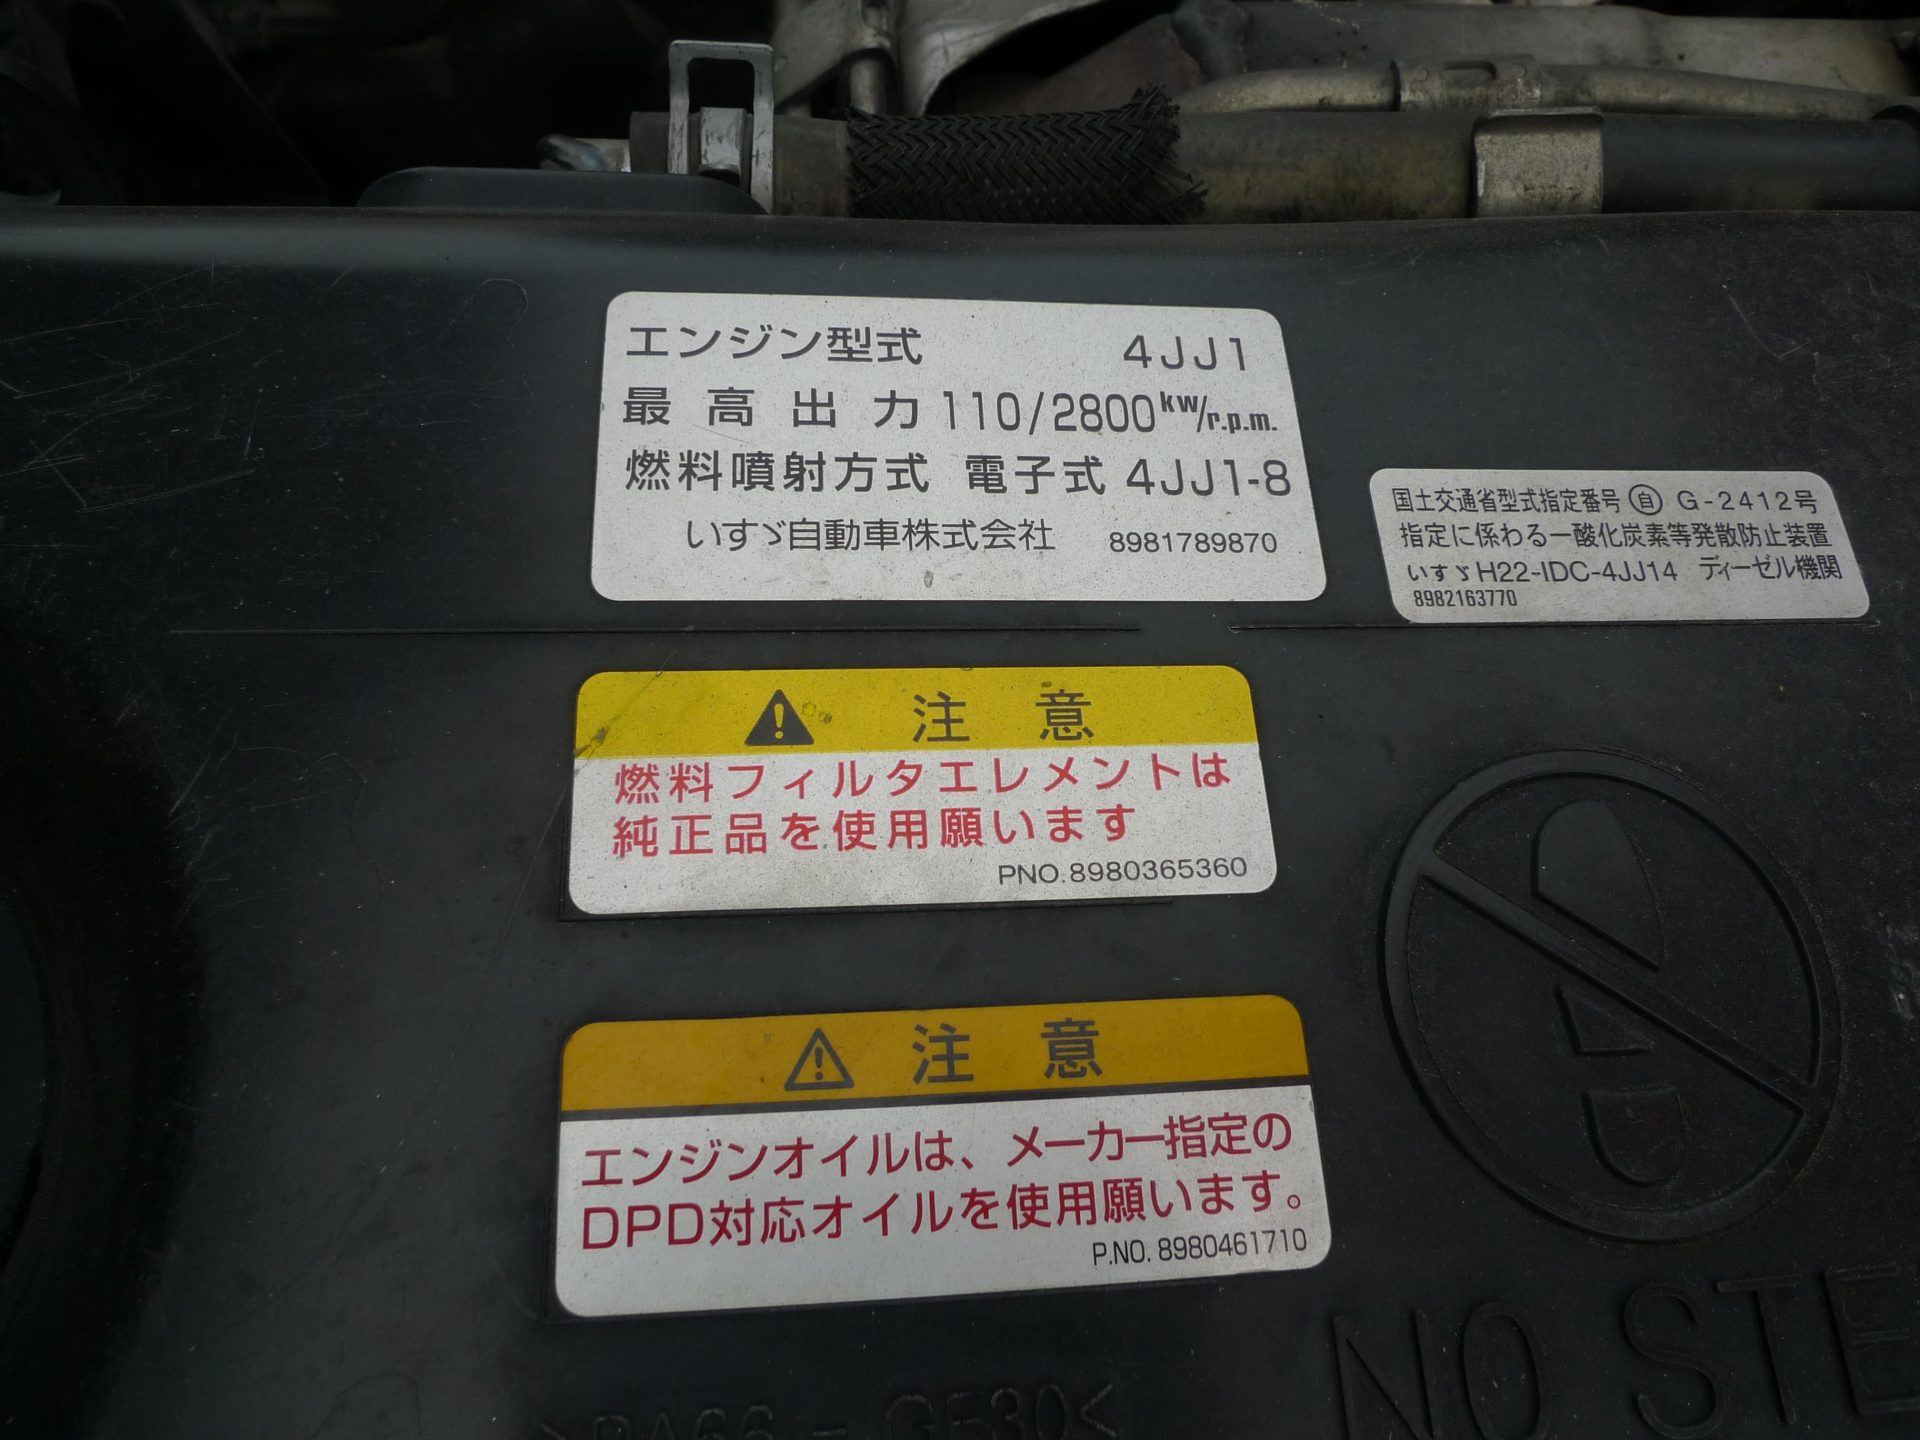 エンジン型式 4JJ1
最高出力 110/2800kW/r.p.m.
燃料噴射方式 電子式 4JJ1-8
いすゞ自動車株式会社 8981789870
国土交通省型式指定番号 ㊀自 G-2412号
指定に係わる一酸化炭素等発散防止装置
いすゞH22-IDC-4JJ14 ディーゼル機関
8982163770
注意
燃料フィルタエレメントは
純正品を使用願います
PNO.8980365360
注意
エンジンオイルは、メーカー指定の
DPD対応オイルを使用願います。
P.NO. 8980461710
NO STE
>PA66-GF30<